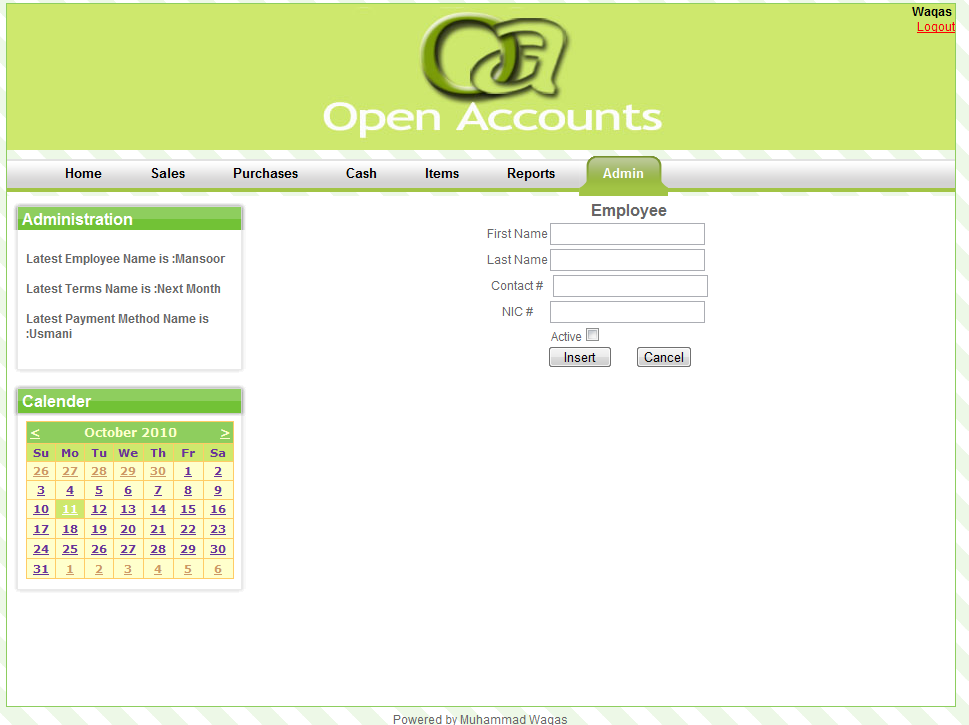 Waqas
Logout
Oa
Open Accounts
Home Sales Purchases Cash Items Reports Admin
Administration
Latest Employee Name is :Mansoor
Latest Terms Name is :Next Month
Latest Payment Method Name is
:Usmani
Calender
< October 2010 >
Su Mo Tu We Th Fr Sa
26 27 28 29 30 1 2
3 4 5 6 7 8 9
10 11 12 13 14 15 16
17 18 19 20 21 22 23
24 25 26 27 28 29 30
31 1 2 3 4 5 6
Employee
First Name
Last Name
Contact #
NIC #
Active
Insert Cancel
Powered by Muhammad Waqas